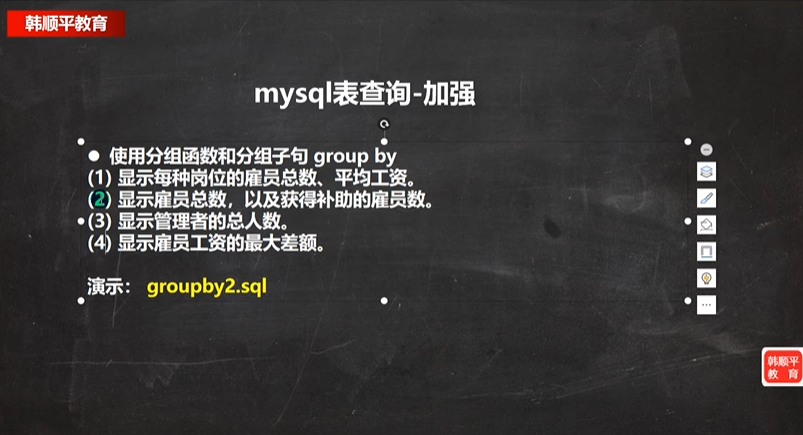 韩顺平教育
mysql表查询-加强
● 使用分组函数和分组子句 group by
(1) 显示每种岗位的雇员总数、平均工资。
(2) 显示雇员总数，以及获得补助的雇员数。
(3) 显示管理者的总人数。
(4) 显示雇员工资的最大差额。
演示： groupby2.sql
韩顺平
教 育